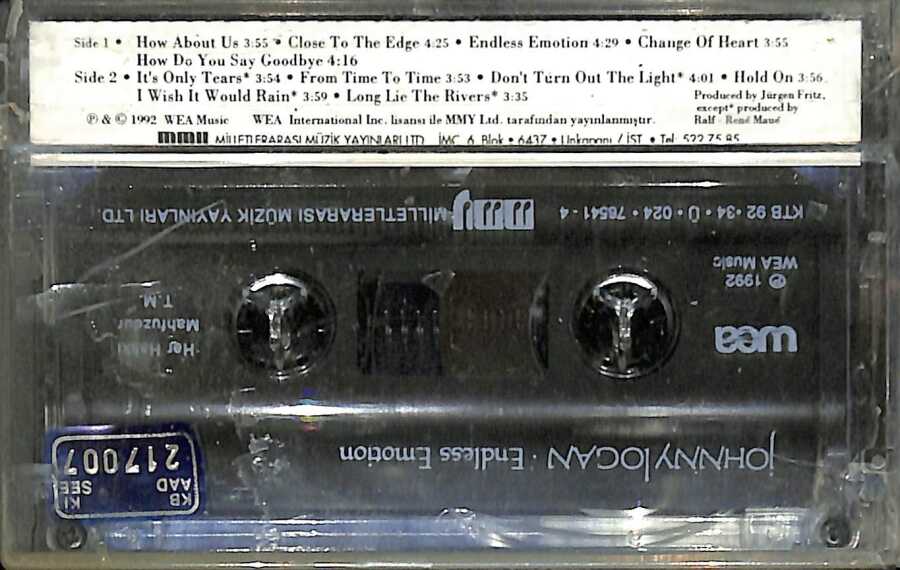 Side 1 • How About Us 3:55 • Close To The Edge 4:25 • Endless Emotion 4:29 • Change Of Heart 3:55
How Do You Say Goodbye 4:16
Side 2 • It's Only Tears* 3:54 • From Time To Time 3:53 • Don't Turn Out The Light* 4:01 • Hold On 3:56
I Wish It Would Rain* 3:59 • Long Lie The Rivers* 3:35
Produced by Jürgen Fritz,
except* produced by
Ralf - René Maué
℗ & © 1992 WEA Music WEA International Inc. lisansı ile MMY Ltd. tarafından yayınlanmıştır.
mmy MİLLETLERARASI MÜZİK YAYINLARI LTD. İMÇ 6. Blok • 6437 • Unkapanı / İST. • Tel. 522 75 85
KTB 92 • 34 • Ü • 024 • 78541 - 4 mmy MİLLETLERARASI MÜZİK YAYINLARI LTD.
℗ 1992
WEA Music
wea
Her Hakkı
Mahfuzdur
T.M.
JOHNNY LOGAN · Endless Emotion
KB
AAD
217007
KI
SEE